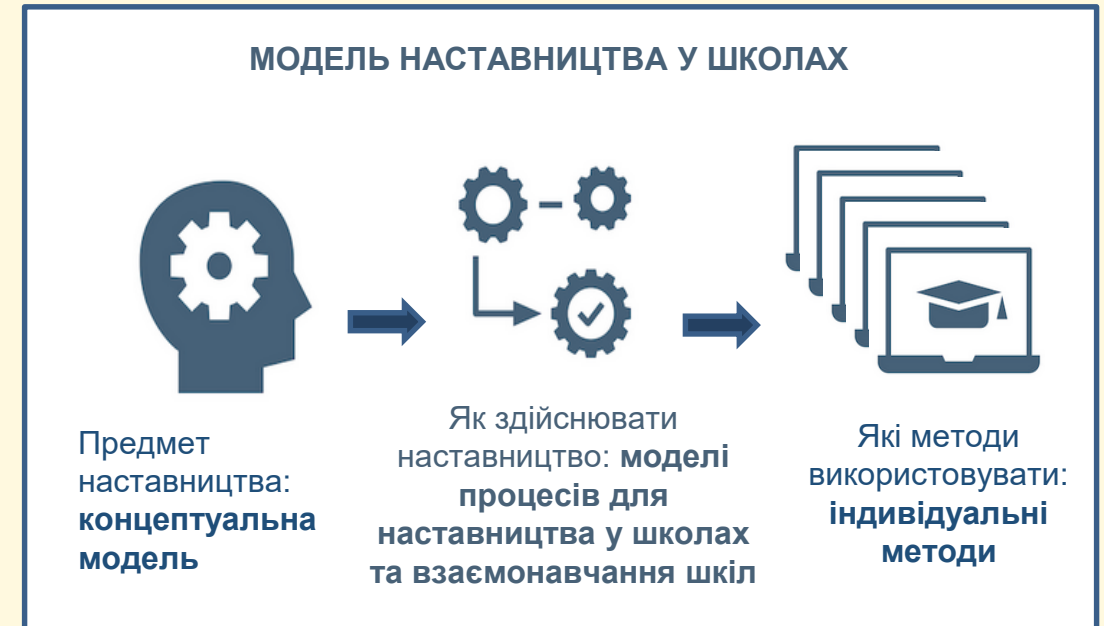 МОДЕЛЬ НАСТАВНИЦТВА У ШКОЛАХ
Предмет
наставництва:
концептуальна
модель
Як здійснювати
наставництво: моделі
процесів для
наставництва у школах
та взаємонавчання шкіл
Які методи
використовувати:
індивідуальні
методи